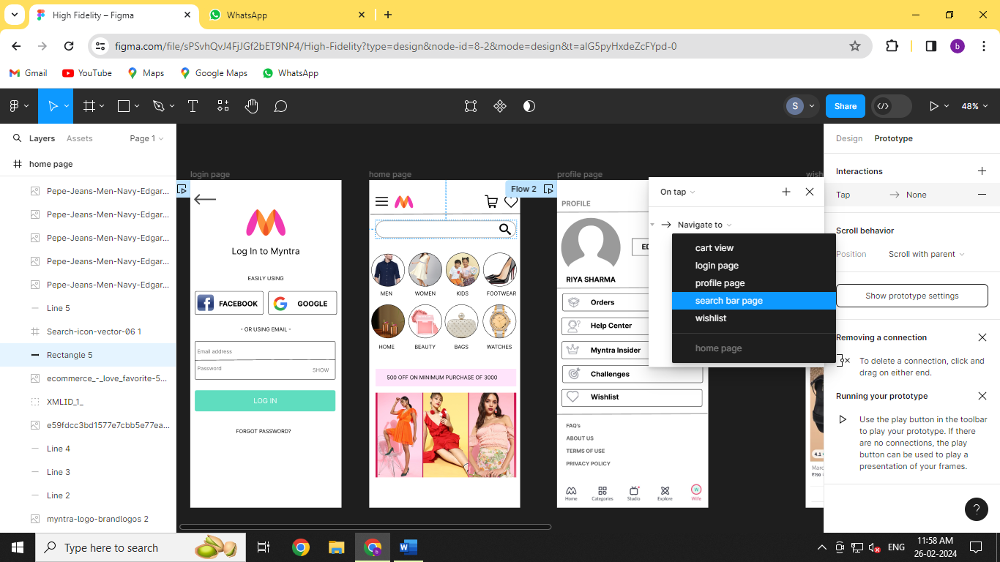 High Fidelity – Figma
WhatsApp
figma.com/file/sPSvhQvJ4FjJGf2bET9NP4/High-Fidelity?type=design&node-id=8-2&mode=design&t=alG5pyHxdeZcFYpd-0
b
Gmail
YouTube
Maps
Google Maps
WhatsApp
S
Share
48%
Layers
Assets
Page 1
home page
Pepe-Jeans-Men-Navy-Edgar...
Pepe-Jeans-Men-Navy-Edgar...
Pepe-Jeans-Men-Navy-Edgar...
Pepe-Jeans-Men-Navy-Edgar...
Pepe-Jeans-Men-Navy-Edgar...
Line 5
Search-icon-vector-06 1
Rectangle 5
ecommerce_-_love_favorite-5...
XMLID_1_
e59fdcc3bd1577e7cbb5e77ea...
Line 4
Line 3
Line 2
myntra-logo-brandlogos 2
login page
Log In to Myntra
EASILY USING
FACEBOOK
GOOGLE
- OR USING EMAIL -
Email address
Password
SHOW
LOG IN
FORGOT PASSWORD?
home page
Flow 2
MEN
WOMEN
KIDS
FOOTWEAR
HOME
BEAUTY
BAGS
WATCHES
500 OFF ON MINIMUM PURCHASE OF 3000
profile page
PROFILE
ED
RIYA SHARMA
Orders
Help Center
Myntra Insider
Challenges
Wishlist
FAQ's
ABOUT US
TERMS OF USE
PRIVACY POLICY
Home
Categories
Studio
Explore
Wife
wish
4.1
Marc
₹790
On tap
Navigate to
cart view
login page
profile page
search bar page
wishlist
home page
Design
Prototype
Interactions
Tap
None
Scroll behavior
Position
Scroll with parent
Show prototype settings
Removing a connection
To delete a connection, click and
drag on either end.
Running your prototype
Use the play button in the toolbar
to play your prototype. If there
are no connections, the play
button can be used to play a
presentation of your frames.
?
Type here to search
ENG
11:58 AM
26-02-2024